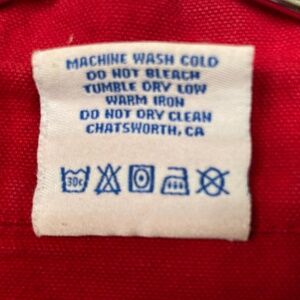 MACHINE WASH COLD
DO NOT BLEACH
TUMBLE DRY LOW
WARM IRON
DO NOT DRY CLEAN
CHATSWORTH, CA
30c